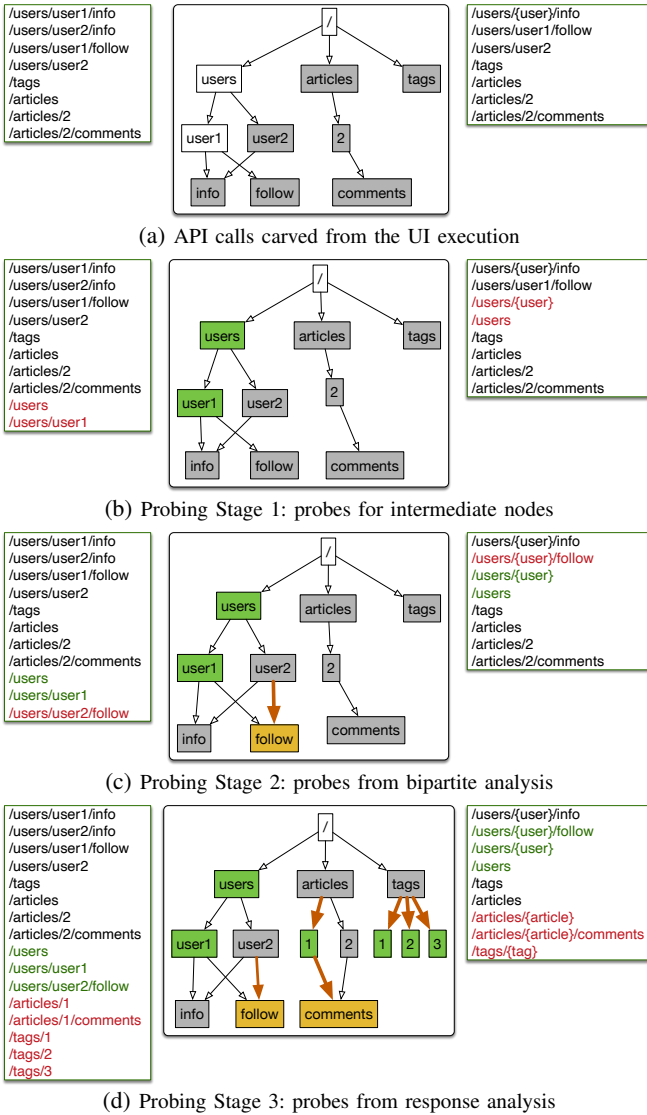 /users/user1/info
/users/user2/info
/users/user1/follow
/users/user2
/tags
/articles
/articles/2
/articles/2/comments
/
users
articles
tags
user1
user2
2
info
follow
comments
/users/{user}/info
/users/user1/follow
/users/user2
/tags
/articles
/articles/2
/articles/2/comments
(a) API calls carved from the UI execution
/users/user1/info
/users/user2/info
/users/user1/follow
/users/user2
/tags
/articles
/articles/2
/articles/2/comments
/users
/users/user1
/
users
articles
tags
user1
user2
2
info
follow
comments
/users/{user}/info
/users/user1/follow
/users/{user}
/users
/tags
/articles
/articles/2
/articles/2/comments
(b) Probing Stage 1: probes for intermediate nodes
/users/user1/info
/users/user2/info
/users/user1/follow
/users/user2
/tags
/articles
/articles/2
/articles/2/comments
/users
/users/user1
/users/user2/follow
/
users
articles
tags
user1
user2
2
info
follow
comments
/users/{user}/info
/users/{user}/follow
/users/{user}
/users
/tags
/articles
/articles/2
/articles/2/comments
(c) Probing Stage 2: probes from bipartite analysis
/users/user1/info
/users/user2/info
/users/user1/follow
/users/user2
/tags
/articles
/articles/2
/articles/2/comments
/users
/users/user1
/users/user2/follow
/articles/1
/articles/1/comments
/tags/1
/tags/2
/tags/3
/
users
articles
tags
user1
user2
1
2
1
2
3
info
follow
comments
/users/{user}/info
/users/{user}/follow
/users/{user}
/users
/tags
/articles
/articles/{article}
/articles/{article}/comments
/tags/{tag}
(d) Probing Stage 3: probes from response analysis